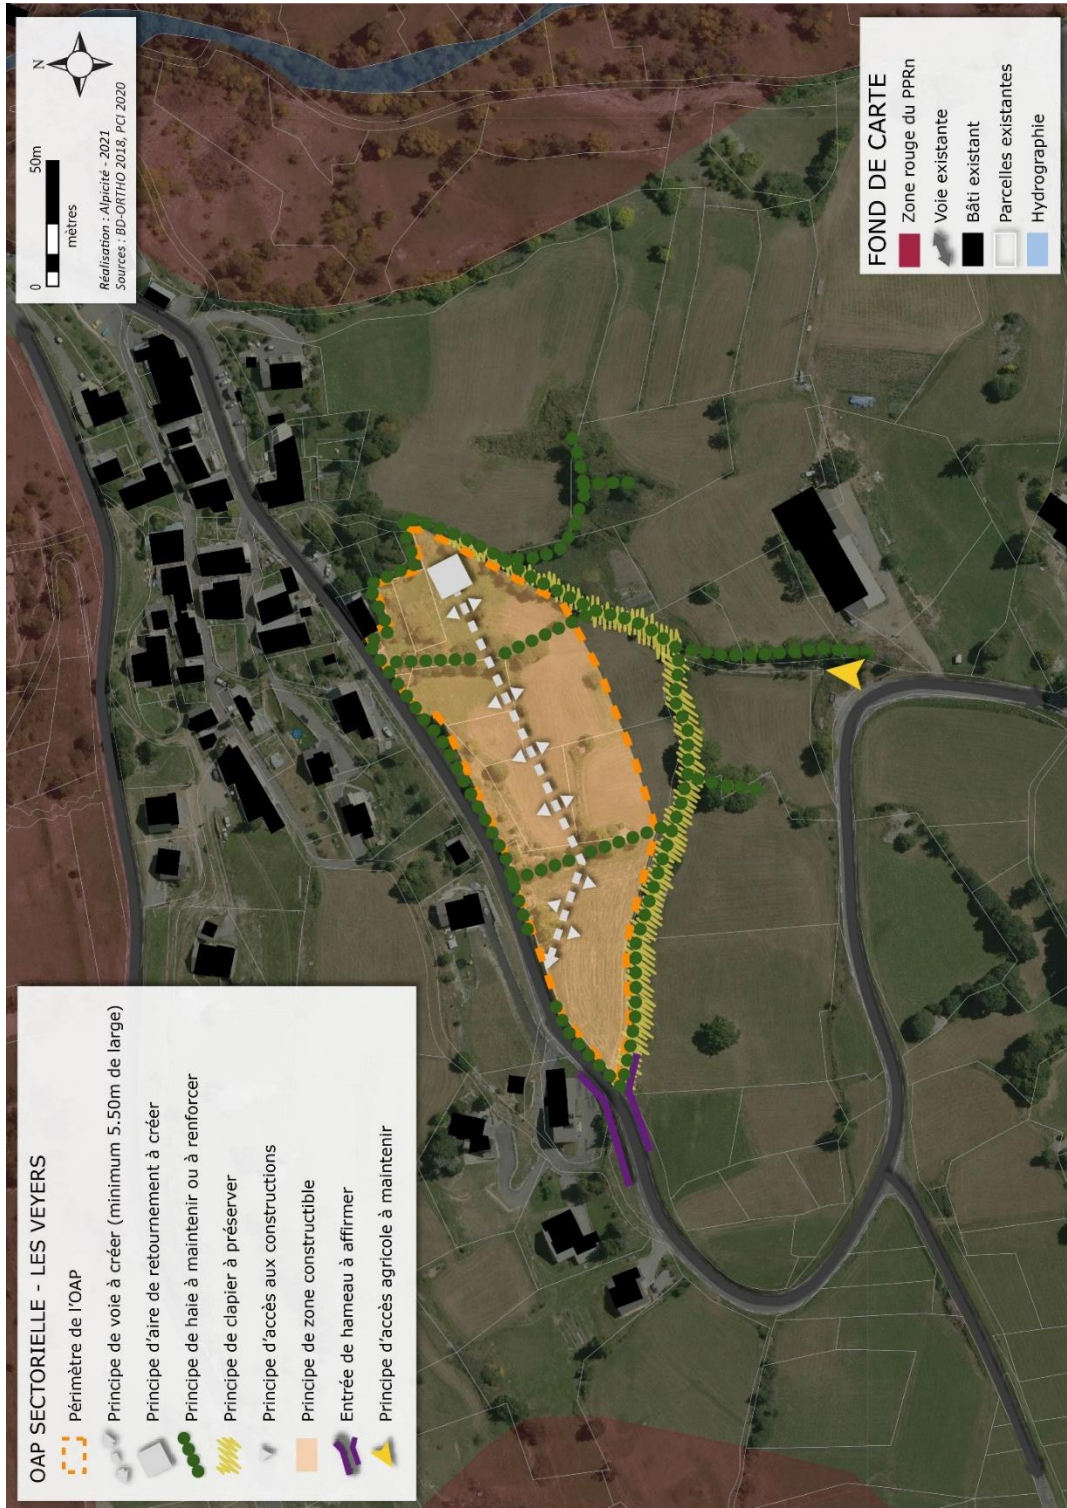 OAP SECTORIELLE - LES VEYERS
Périmètre de l'OAP
Principe de voie à créer (minimum 5.50m de large)
Principe d'aire de retournement à créer
Principe de haie à maintenir ou à renforcer
Principe de clapier à préserver
Principe d'accès aux constructions
Principe de zone constructible
Entrée de hameau à affirmer
Principe d'accès agricole à maintenir
N
0 50m
mètres
Réalisation : Alpicité - 2021
Sources : BD-ORTHO 2018, PCI 2020
FOND DE CARTE
Zone rouge du PPRn
Voie existante
Bâti existant
Parcelles existantes
Hydrographie